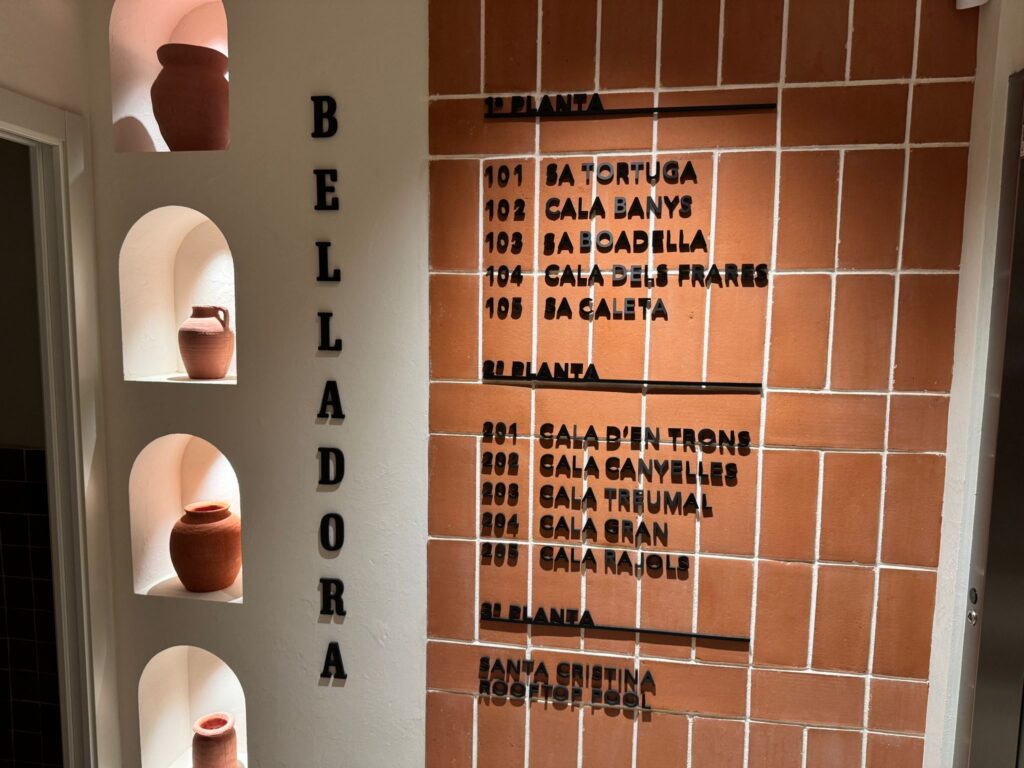 BELLADORA
1ª PLANTA
101 SA TORTUGA
102 CALA BANYS
103 SA BOADELLA
104 CALA DELS FRARES
105 SA CALETA
2ª PLANTA
201 CALA D'EN TRONS
202 CALA CANYELLES
203 CALA TREUMAL
204 CALA GRAN
205 CALA RAJOLS
3ª PLANTA
SANTA CRISTINA
ROOFTOP POOL